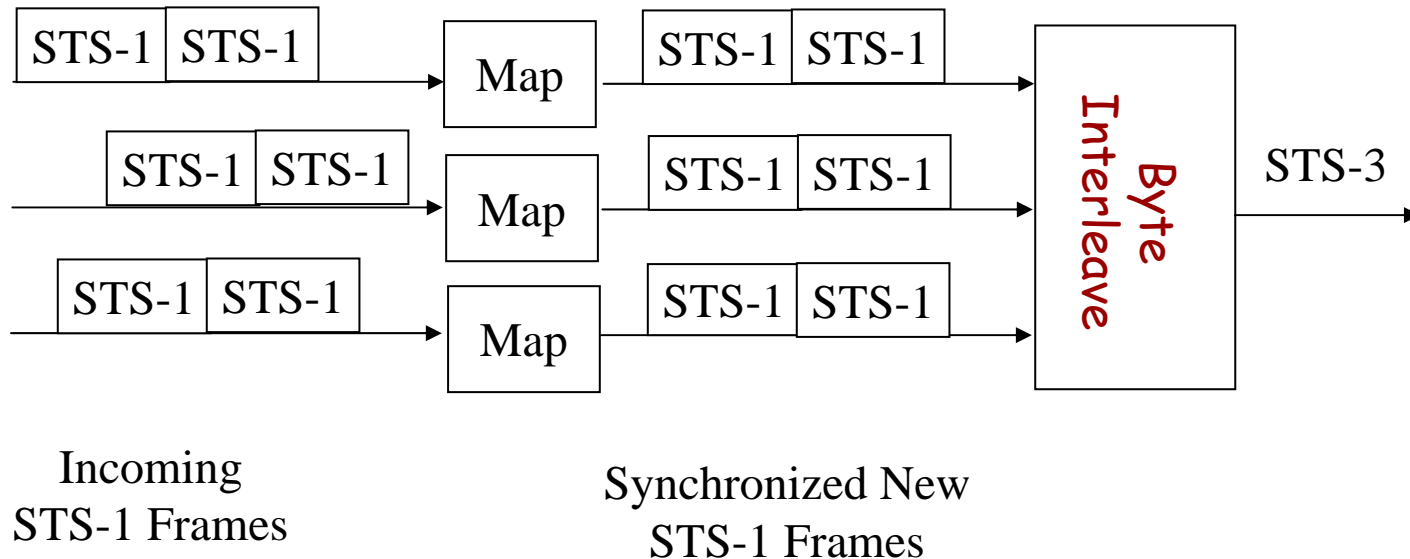 STS-1 STS-1 Map STS-1 STS-1
STS-1 STS-1 Map STS-1 STS-1
STS-1 STS-1 Map STS-1 STS-1
Byte
Interleave
STS-3
Incoming
STS-1 Frames
Synchronized New
STS-1 Frames